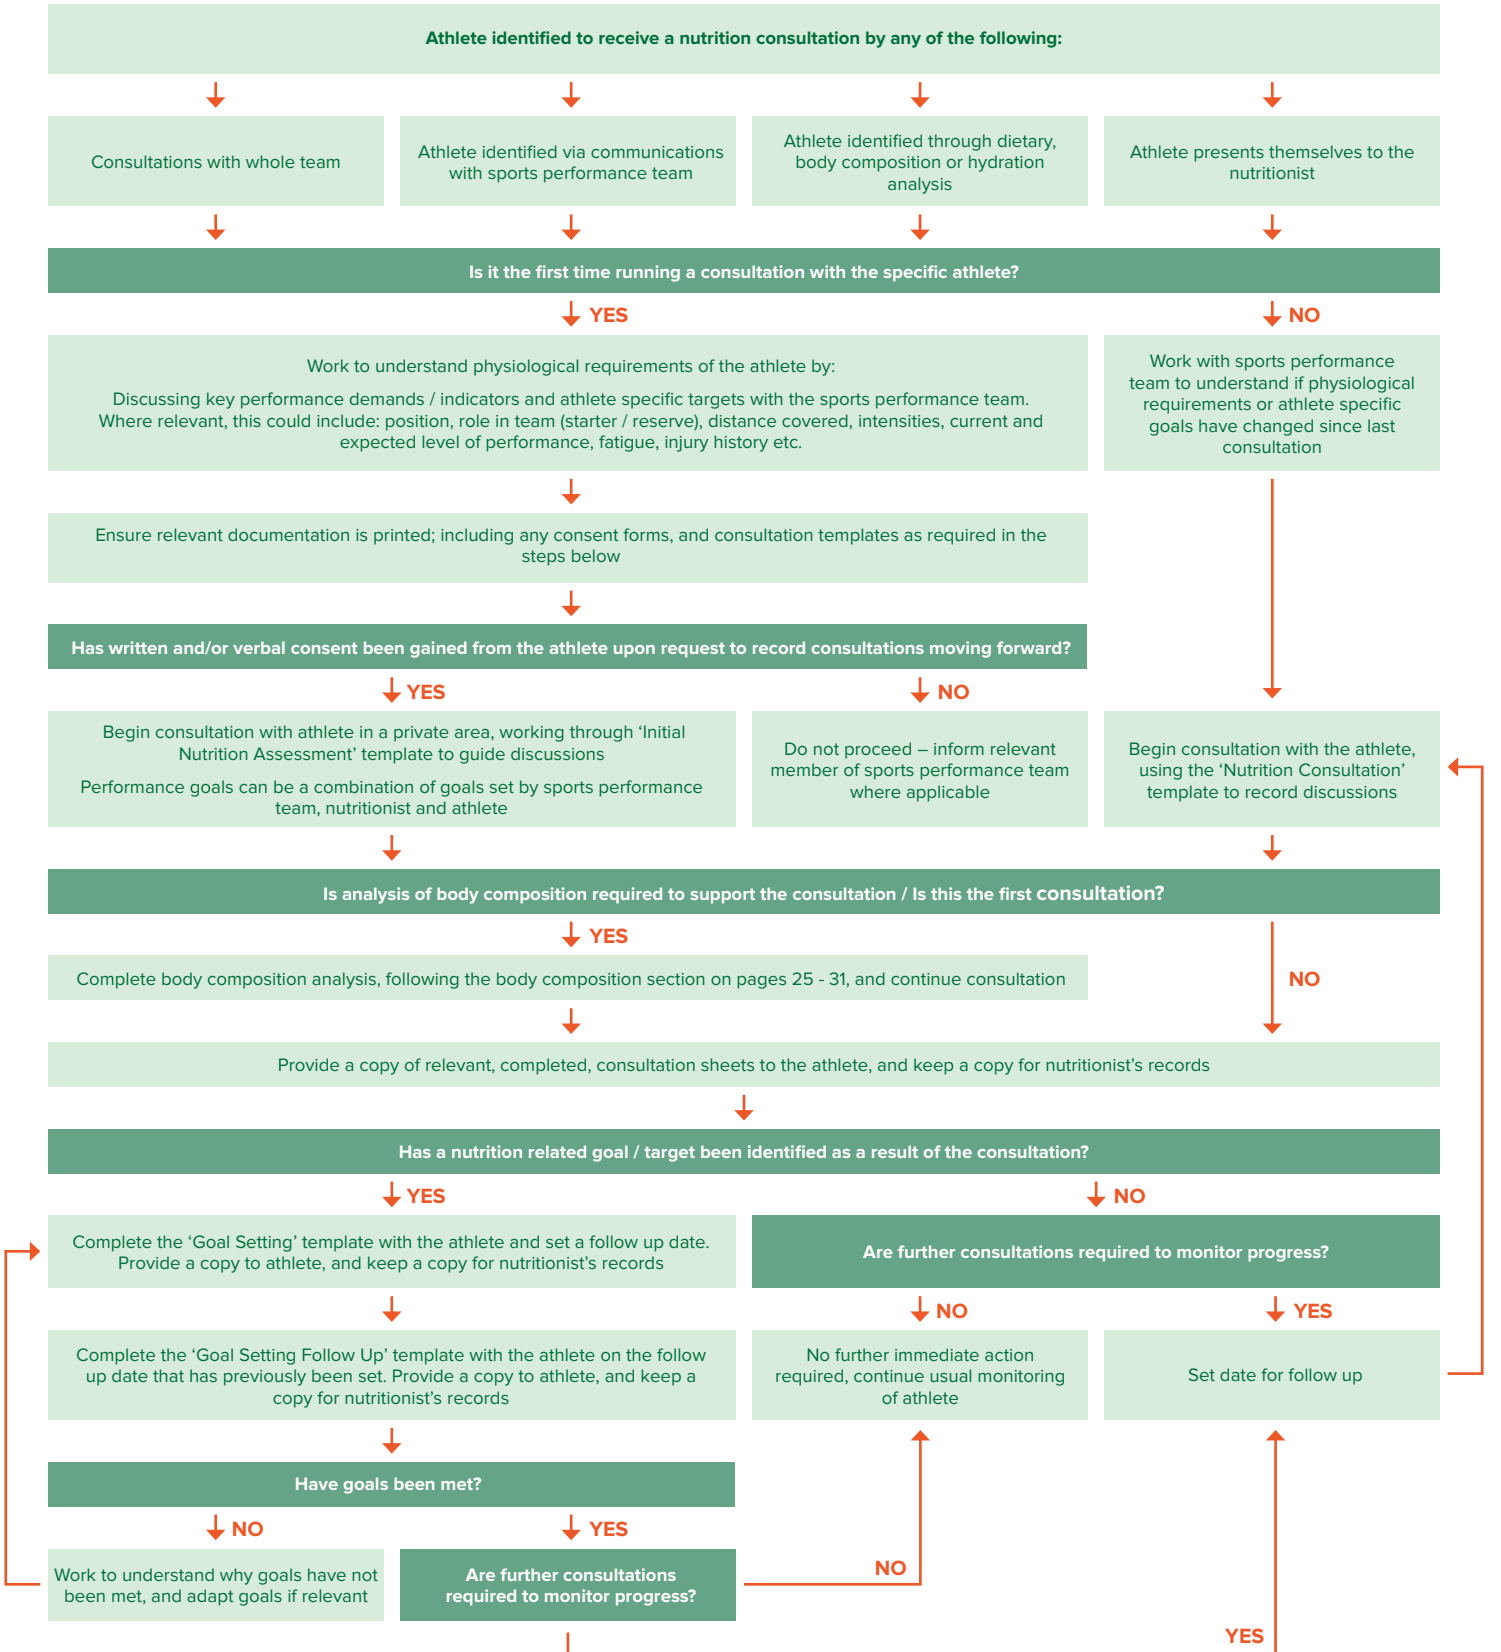 Athlete identified to receive a nutrition consultation by any of the following:
Consultations with whole team
Athlete identified via communications
with sports performance team
Athlete identified through dietary,
body composition or hydration
analysis
Athlete presents themselves to the
nutritionist
Is it the first time running a consultation with the specific athlete?
YES
NO
Work to understand physiological requirements of the athlete by:
Discussing key performance demands / indicators and athlete specific targets with the sports performance team.
Where relevant, this could include: position, role in team (starter / reserve), distance covered, intensities, current and
expected level of performance, fatigue, injury history etc.
Work with sports performance
team to understand if physiological
requirements or athlete specific
goals have changed since last
consultation
Ensure relevant documentation is printed; including any consent forms, and consultation templates as required in the
steps below
Has written and/or verbal consent been gained from the athlete upon request to record consultations moving forward?
YES
NO
Begin consultation with athlete in a private area, working through ‘Initial
Nutrition Assessment’ template to guide discussions
Performance goals can be a combination of goals set by sports performance
team, nutritionist and athlete
Do not proceed – inform relevant
member of sports performance team
where applicable
Begin consultation with the athlete,
using the ‘Nutrition Consultation’
template to record discussions
Is analysis of body composition required to support the consultation / Is this the first consultation?
YES
NO
Complete body composition analysis, following the body composition section on pages 25 - 31, and continue consultation
Provide a copy of relevant, completed, consultation sheets to the athlete, and keep a copy for nutritionist’s records
Has a nutrition related goal / target been identified as a result of the consultation?
YES
NO
Complete the ‘Goal Setting’ template with the athlete and set a follow up date.
Provide a copy to athlete, and keep a copy for nutritionist’s records
Are further consultations required to monitor progress?
NO
YES
Complete the ‘Goal Setting Follow Up’ template with the athlete on the follow
up date that has previously been set. Provide a copy to athlete, and keep a
copy for nutritionist’s records
No further immediate action
required, continue usual monitoring
of athlete
Set date for follow up
Have goals been met?
NO
YES
Work to understand why goals have not
been met, and adapt goals if relevant
Are further consultations
required to monitor progress?
NO
YES